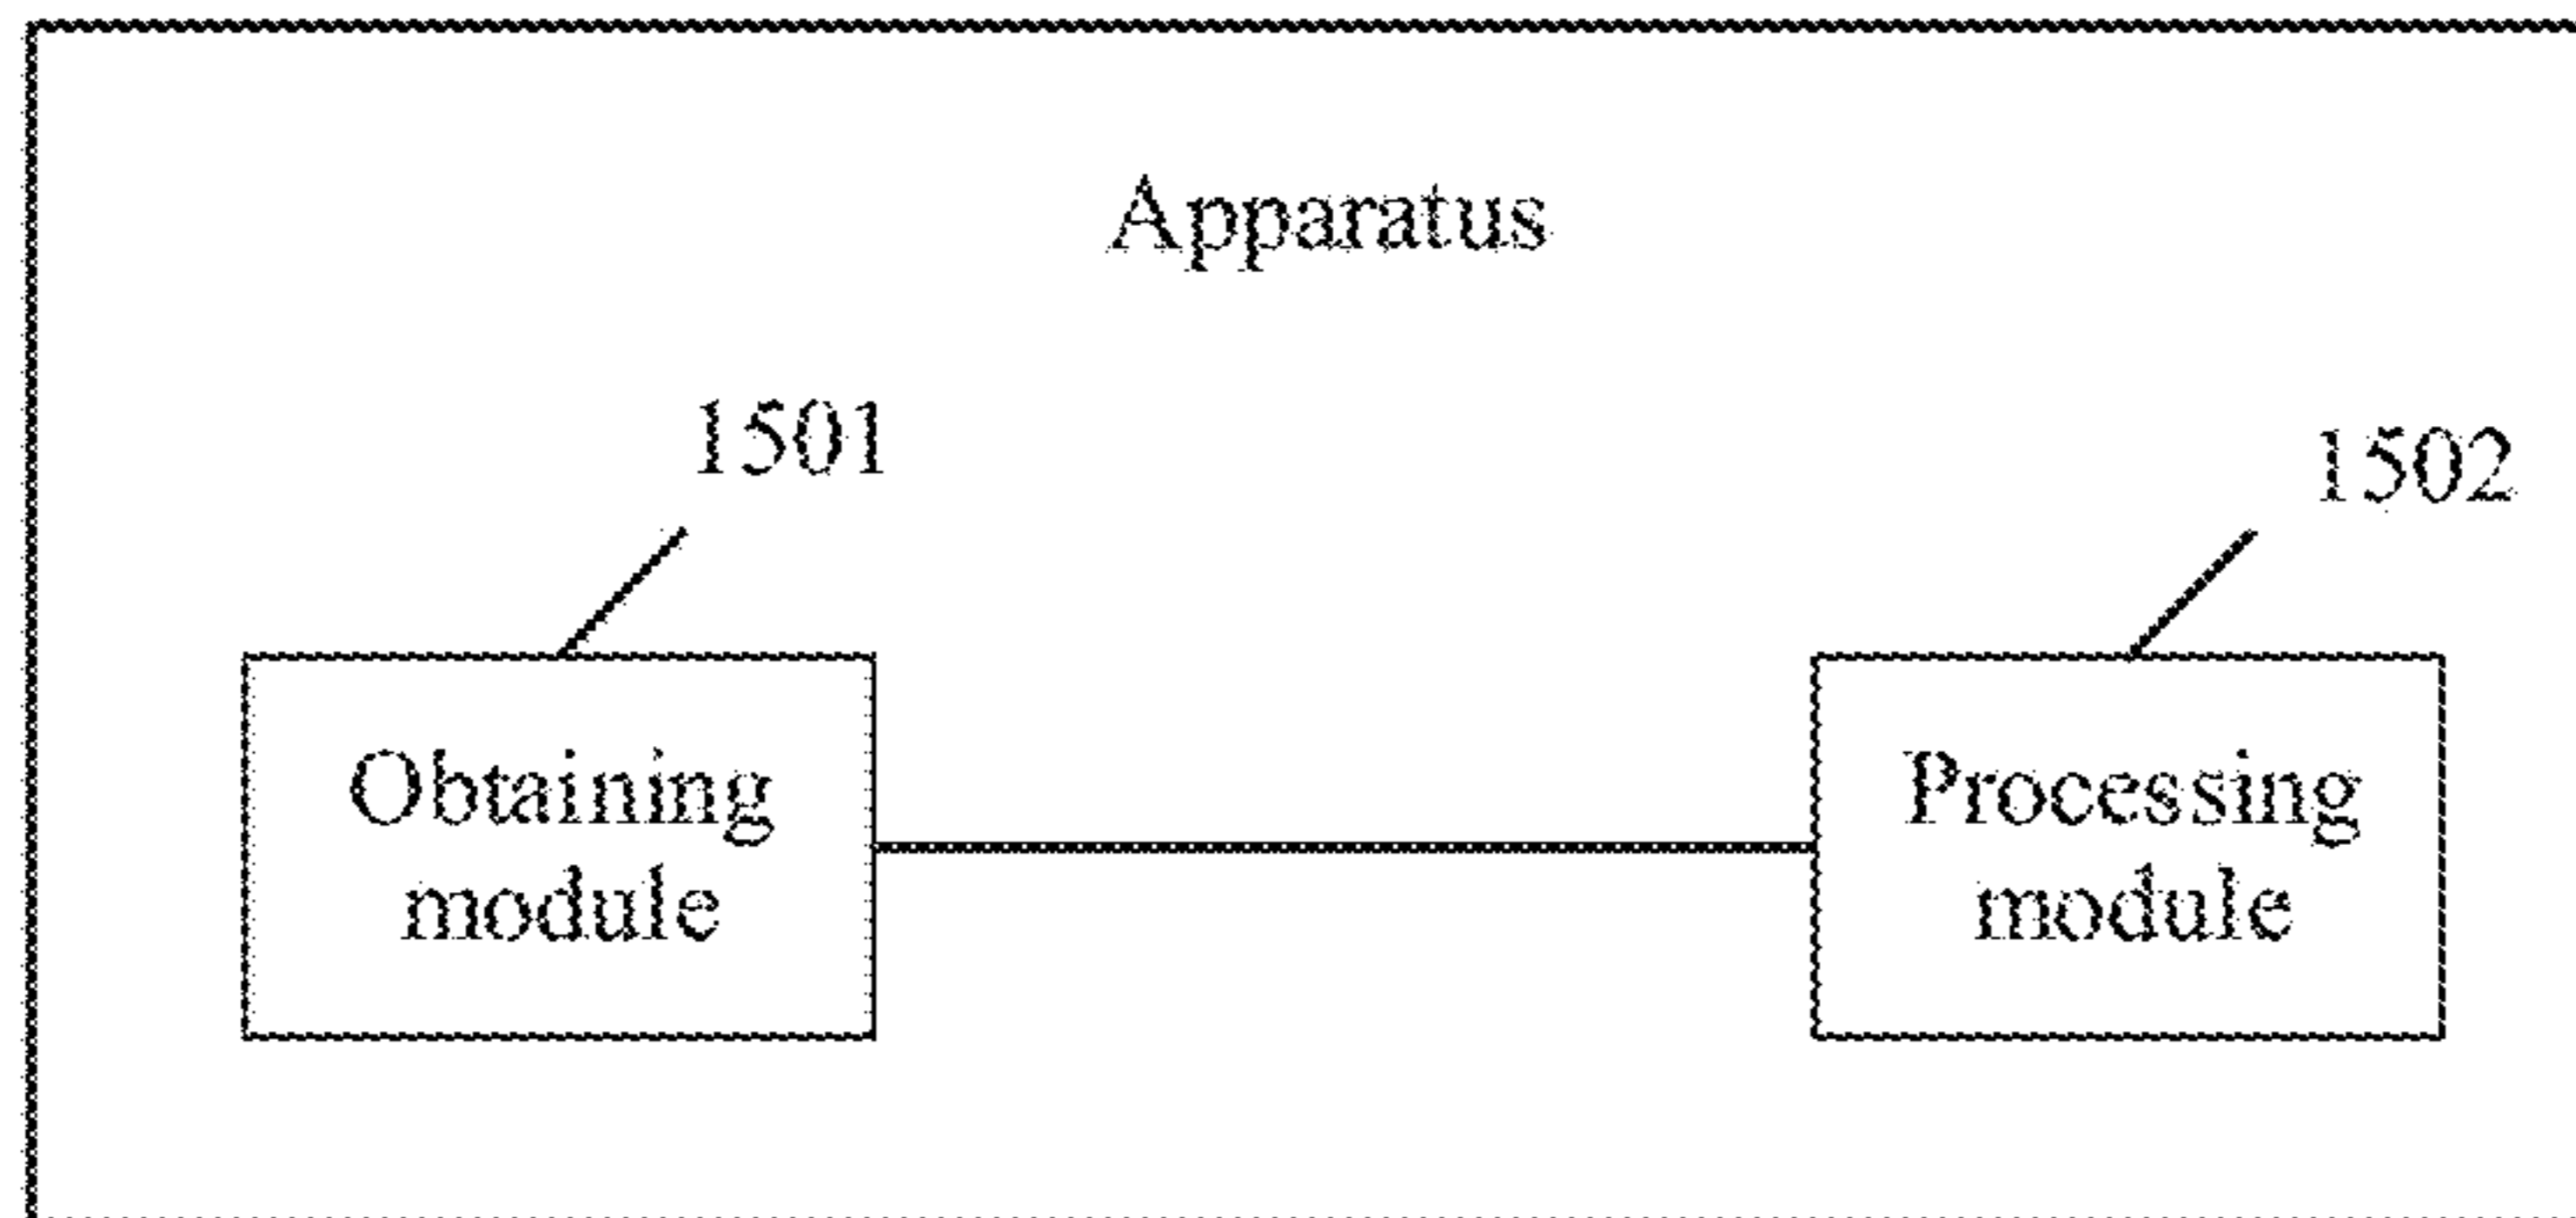 Apparatus
1501
1502
Obtaining
module
Processing
module